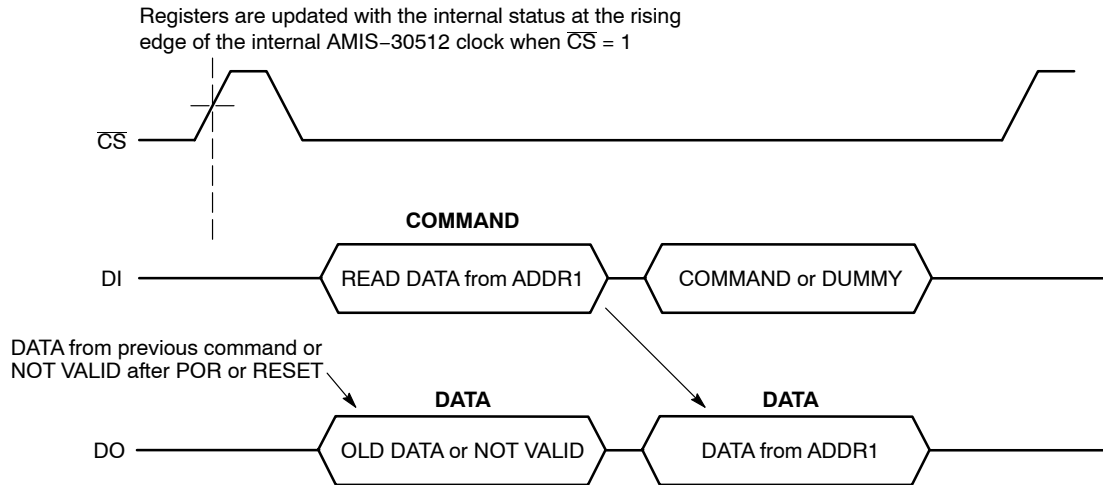 Registers are updated with the internal status at the rising
edge of the internal AMIS−30512 clock when C̅S̅ = 1
C̅S̅
COMMAND
DI
READ DATA from ADDR1
COMMAND or DUMMY
DATA from previous command or
NOT VALID after POR or RESET
DATA
DATA
DO
OLD DATA or NOT VALID
DATA from ADDR1